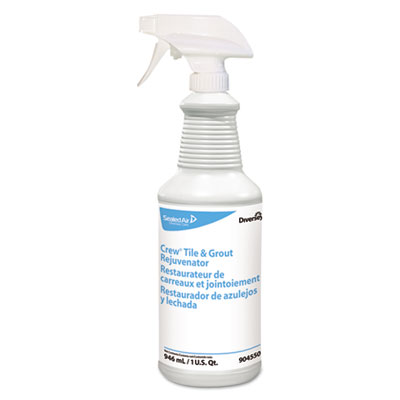 Sealed Air
Diversey
Crew® Tile & Grout
Rejuvenator
Restaurateur de
carreaux et jointoiement
Restaurador de azulejos
y lechada
946 mL / 1 U.S. Qt.
904550